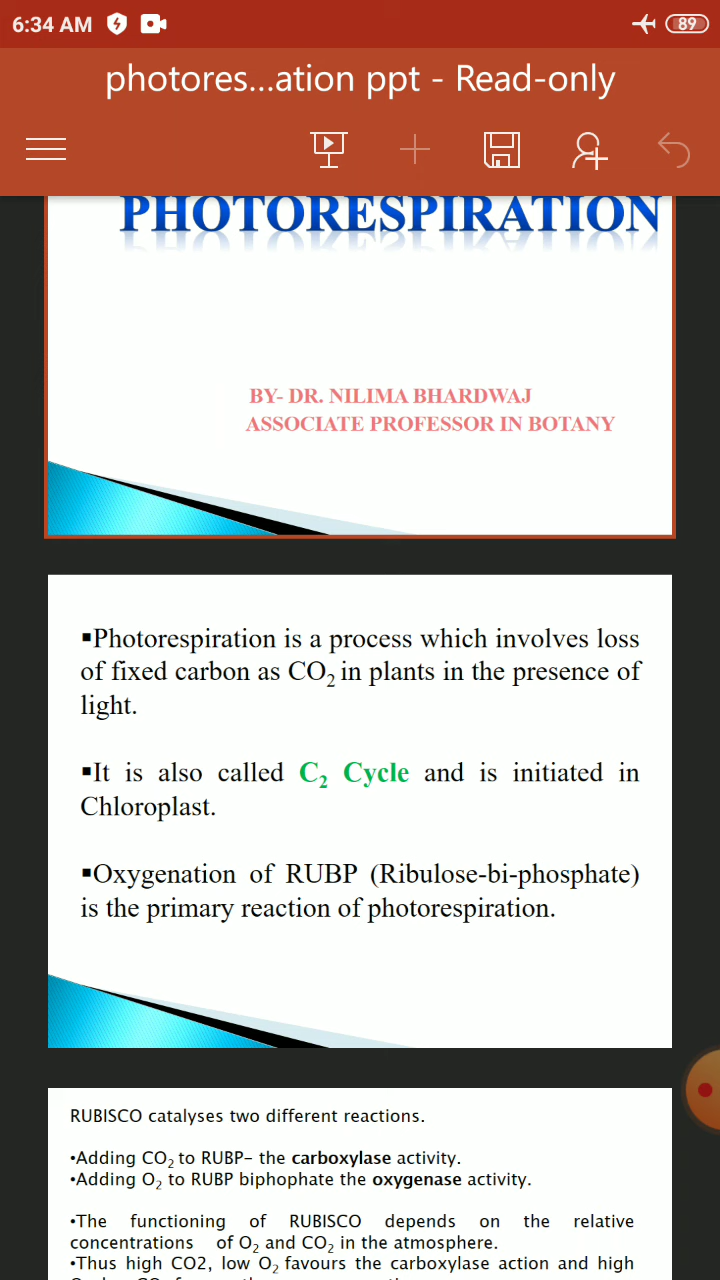 6:34 AM
89
photores...ation ppt - Read-only
PHOTORESPIRATION
BY- DR. NILIMA BHARDWAJ
ASSOCIATE PROFESSOR IN BOTANY
▪Photorespiration is a process which involves loss
of fixed carbon as CO₂ in plants in the presence of
light.
▪It is also called C₂ Cycle and is initiated in
Chloroplast.
▪Oxygenation of RUBP (Ribulose-bi-phosphate)
is the primary reaction of photorespiration.
RUBISCO catalyses two different reactions.
•Adding CO₂ to RUBP– the carboxylase activity.
•Adding O₂ to RUBP biphophate the oxygenase activity.
•The functioning of RUBISCO depends on the relative
concentrations of O₂ and CO₂ in the atmosphere.
•Thus high CO2, low O₂ favours the carboxylase action and high